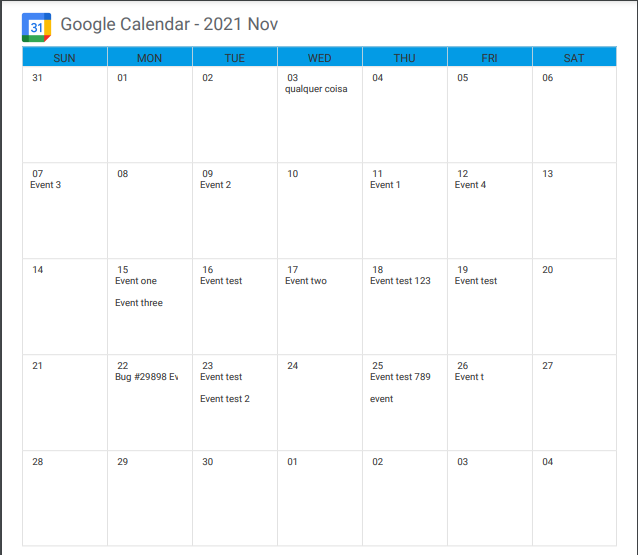 31 Google Calendar - 2021 Nov
SUN MON TUE WED THU FRI SAT
31 01 02 03 04 05 06
qualquer coisa
07 08 09 10 11 12 13
Event 3 Event 2 Event 1 Event 4
14 15 16 17 18 19 20
Event one Event test Event two Event test 123 Event test
Event three
21 22 23 24 25 26 27
Bug #29898 Ev Event test Event test 789 Event t
Event test 2 event
28 29 30 01 02 03 04